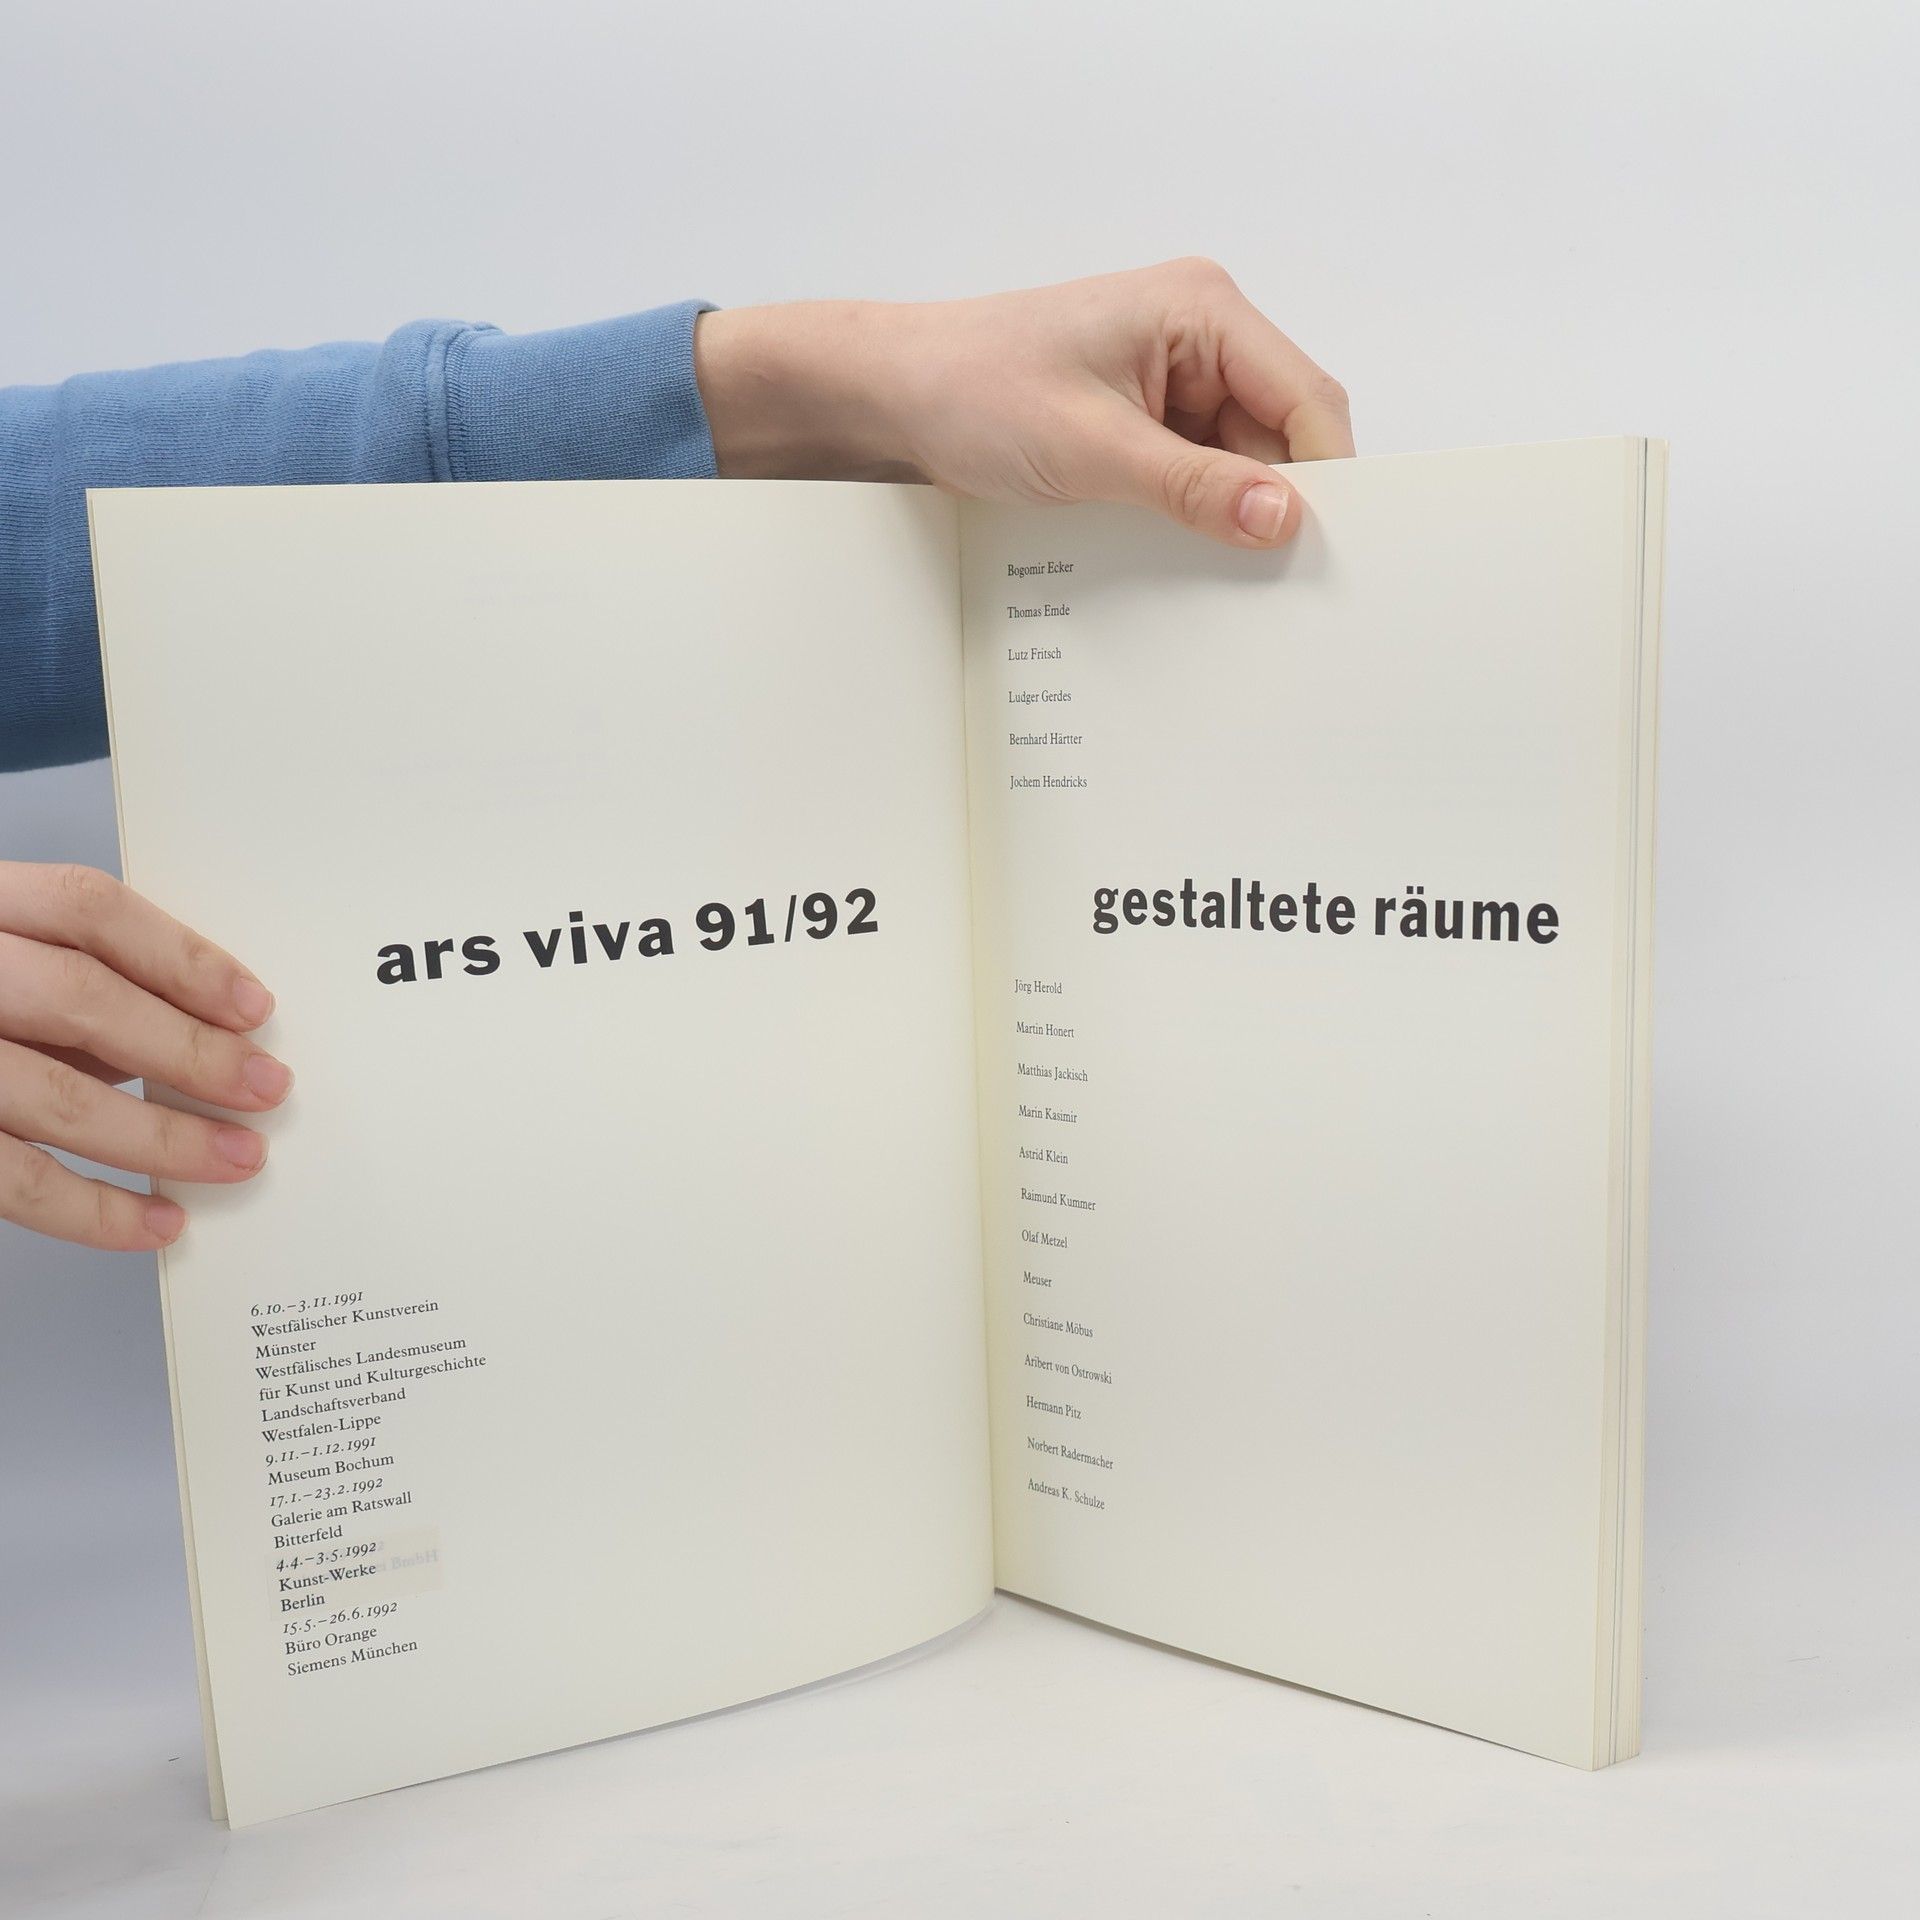 ars viva 91/92
6.10.–3.11.1991
Westfälischer Kunstverein
Münster
Westfälisches Landesmuseum
für Kunst und Kulturgeschichte
Landschaftsverband
Westfalen-Lippe
9.11.–1.12.1991
Museum Bochum
17.1.–23.2.1992
Galerie am Ratswall
Bitterfeld
4.4.–3.5.1992
Kunst-Werke
Berlin
15.5.–26.6.1992
Büro Orange
Siemens München
Bogomir Ecker
Thomas Emde
Lutz Fritsch
Ludger Gerdes
Bernhard Härtter
Jochem Hendricks
gestaltete räume
Jörg Herold
Martin Honert
Matthias Jackisch
Marin Kasimir
Astrid Klein
Raimund Kummer
Olaf Metzel
Meuser
Christiane Möbus
Aribert von Ostrowski
Hermann Pitz
Norbert Radermacher
Andreas K. Schulze